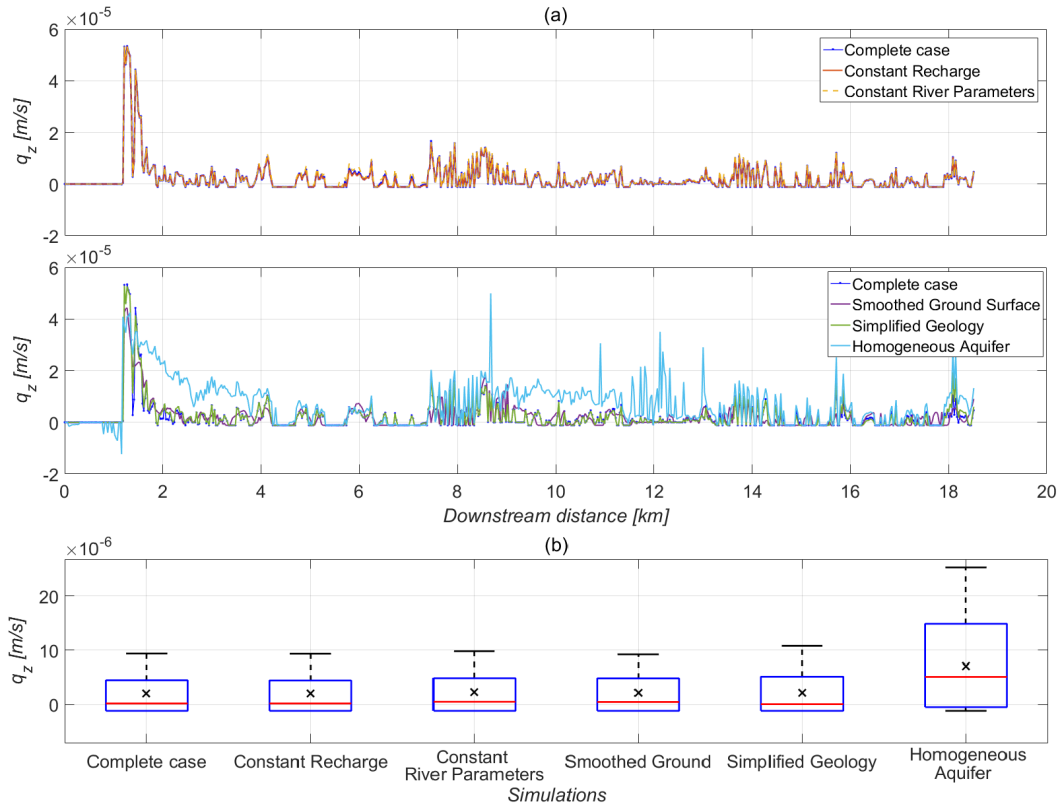 (a)
×10⁻⁵
6
4
2
0
-2
q_z [m/s]
Complete case
Constant Recharge
Constant River Parameters
×10⁻⁵
6
4
2
0
-2
q_z [m/s]
Complete case
Smoothed Ground Surface
Simplified Geology
Homogeneous Aquifer
0 2 4 6 8 10 12 14 16 18 20
Downstream distance [km]
(b)
×10⁻⁶
20
10
0
q_z [m/s]
Complete case
Constant Recharge
Constant
River Parameters
Smoothed Ground
Simplified Geology
Homogeneous
Aquifer
Simulations